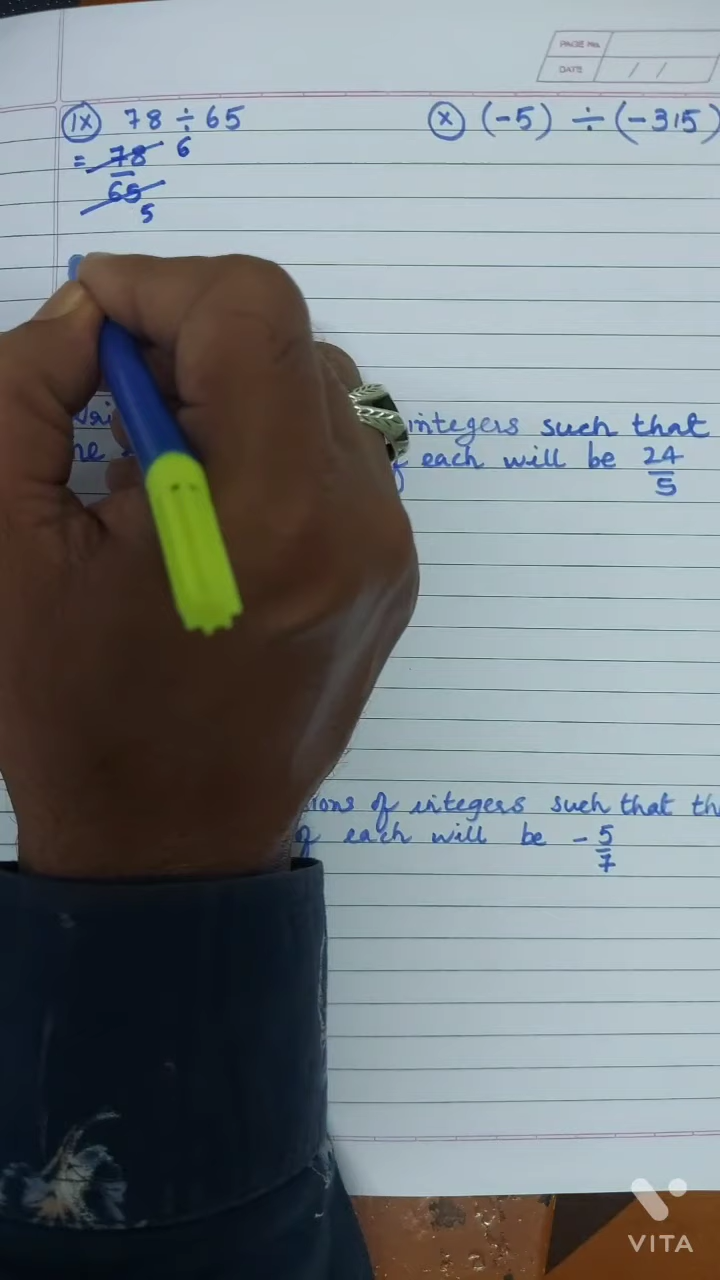 PAGE No.
DATE / /
IX 78 ÷ 65
= 78 6
65
5
X (-5) ÷ (-315)
integers such that
each will be 24
5
of integers such that
each will be - 5
7
VITA